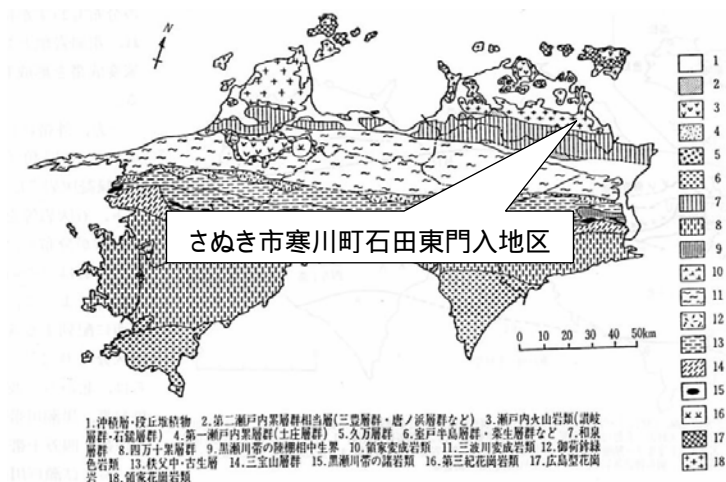 N
さぬき市寒川町石田東門入地区
0 10 20 30 40 50km
1
2
3
4
5
6
7
8
9
10
11
12
13
14
15
16
17
18
1.沖積層・段丘堆積物 2.第二瀬戸内累層群相当層(三豊層群・唐ノ浜層群など) 3.瀬戸内火山岩類(讃岐
層群・石鎚層群) 4.第一瀬戸内累層群(土庄層群) 5.久万層群 6.室戸半島層群・楽生層群など 7.和泉
層群 8.四万十累層群 9.黒瀬川帯の陸棚相中生界 10.領家変成岩類 11.三波川変成岩類 12.御荷鉾緑
色岩類 13.秩父中・古生層 14.三宝山層群 15.黒瀬川帯の諸岩類 16.第三紀花崗岩類 17.広島型花崗
岩 18.領家花崗岩類